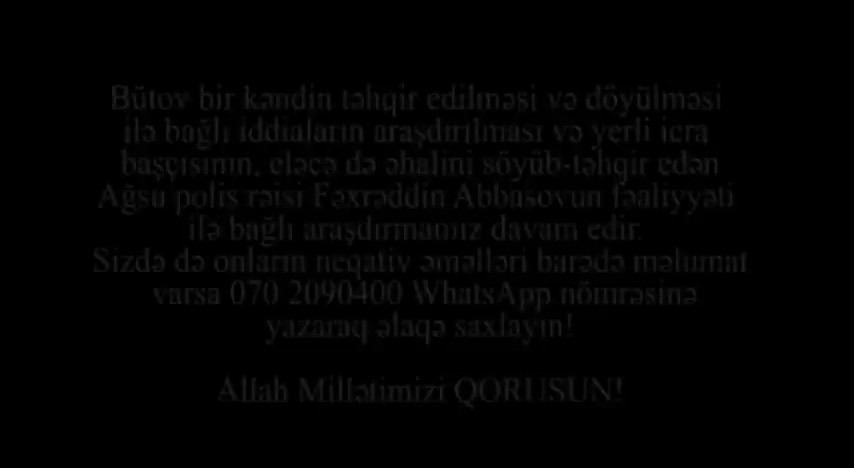 Bütov bir kəndin təhqir edilməsi və döyülməsi
ilə bağlı iddiaların araşdırılması və yerli icra
başçısının, eləcə də əhalini söyüb-təhqir edən
Ağsu polis rəisi Fəxrəddin Abbasovun fəaliyyəti
ilə bağlı araşdırmamız davam edir.
Sizdə də onların neqativ əməlləri barədə məlumat
varsa 070 2090400 WhatsApp nömrəsinə
yazaraq əlaqə saxlayın!
Allah Millətimizi QORUSUN!